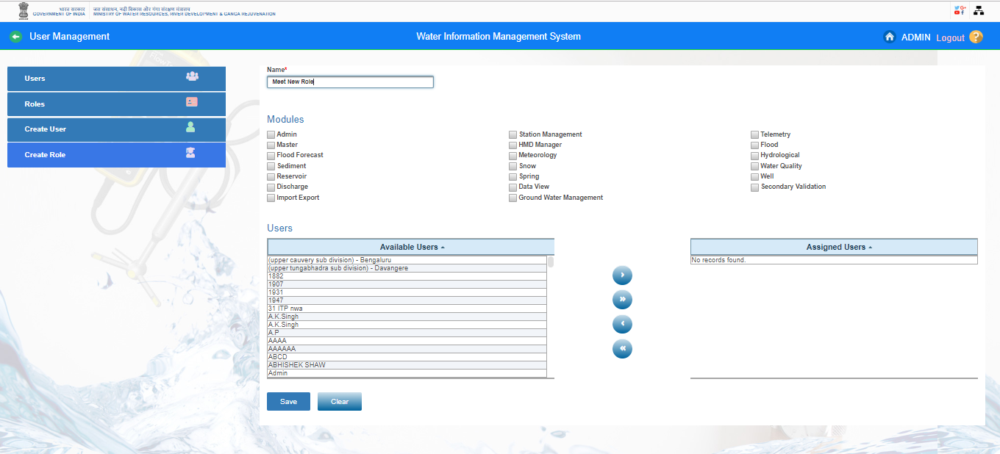 भारत सरकार
GOVERNMENT OF INDIA
जल संसाधन, नदी विकास और गंगा संरक्षण मंत्रालय
MINISTRY OF WATER RESOURCES, RIVER DEVELOPMENT & GANGA REJUVENATION
User Management
Water Information Management System
ADMIN Logout ?
Users
Roles
Create User
Create Role
Name*
Meet New Role
Modules
Admin Station Management Telemetry
Master HMD Manager Flood
Flood Forecast Meteorology Hydrological
Sediment Snow Water Quality
Reservoir Spring Well
Discharge Data View Secondary Validation
Import Export Ground Water Management
Users
Available Users Assigned Users
(upper cauvery sub division) - Bengaluru No records found.
(upper tungabhadra sub division) - Davangere
1882
1907
1931
1947
31 ITP nwa
A.K.Singh
A.K.Singh
A.P
AAAA
AAAAAA
ABCD
ABHISHEK SHAW
Admin
Save Clear